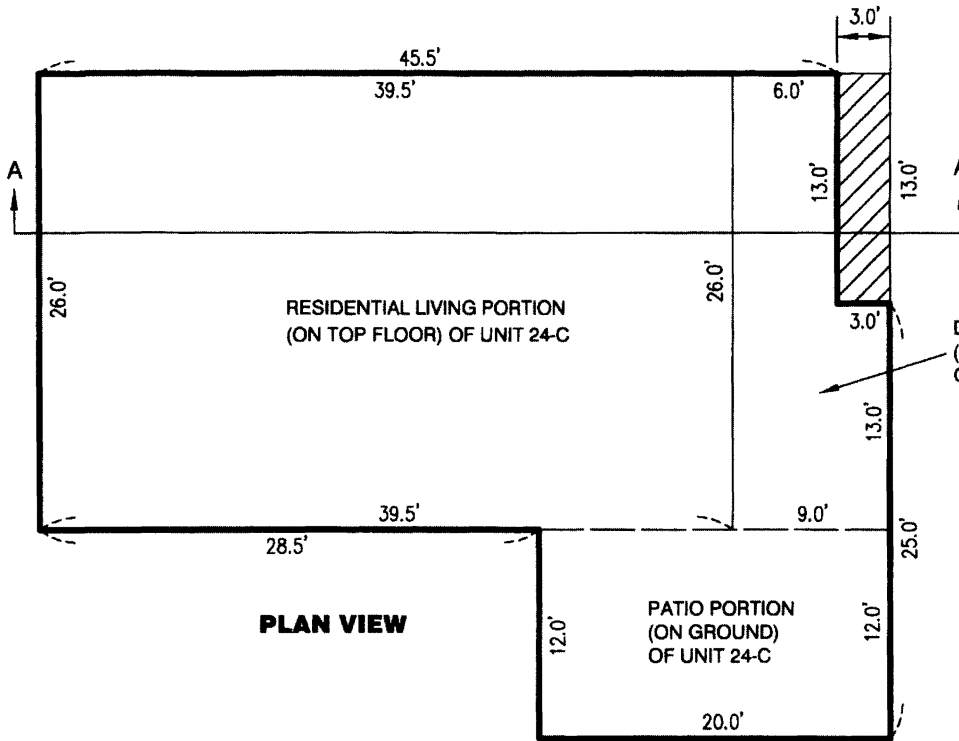 3.0'
45.5'
39.5'
6.0'
A
A
13.0'
13.0'
26.0'
26.0'
RESIDENTIAL LIVING PORTION
(ON TOP FLOOR) OF UNIT 24-C
3.0'
D
(
13.0'
39.5'
9.0'
28.5'
25.0'
PLAN VIEW
12.0'
PATIO PORTION
(ON GROUND)
OF UNIT 24-C
12.0'
20.0'